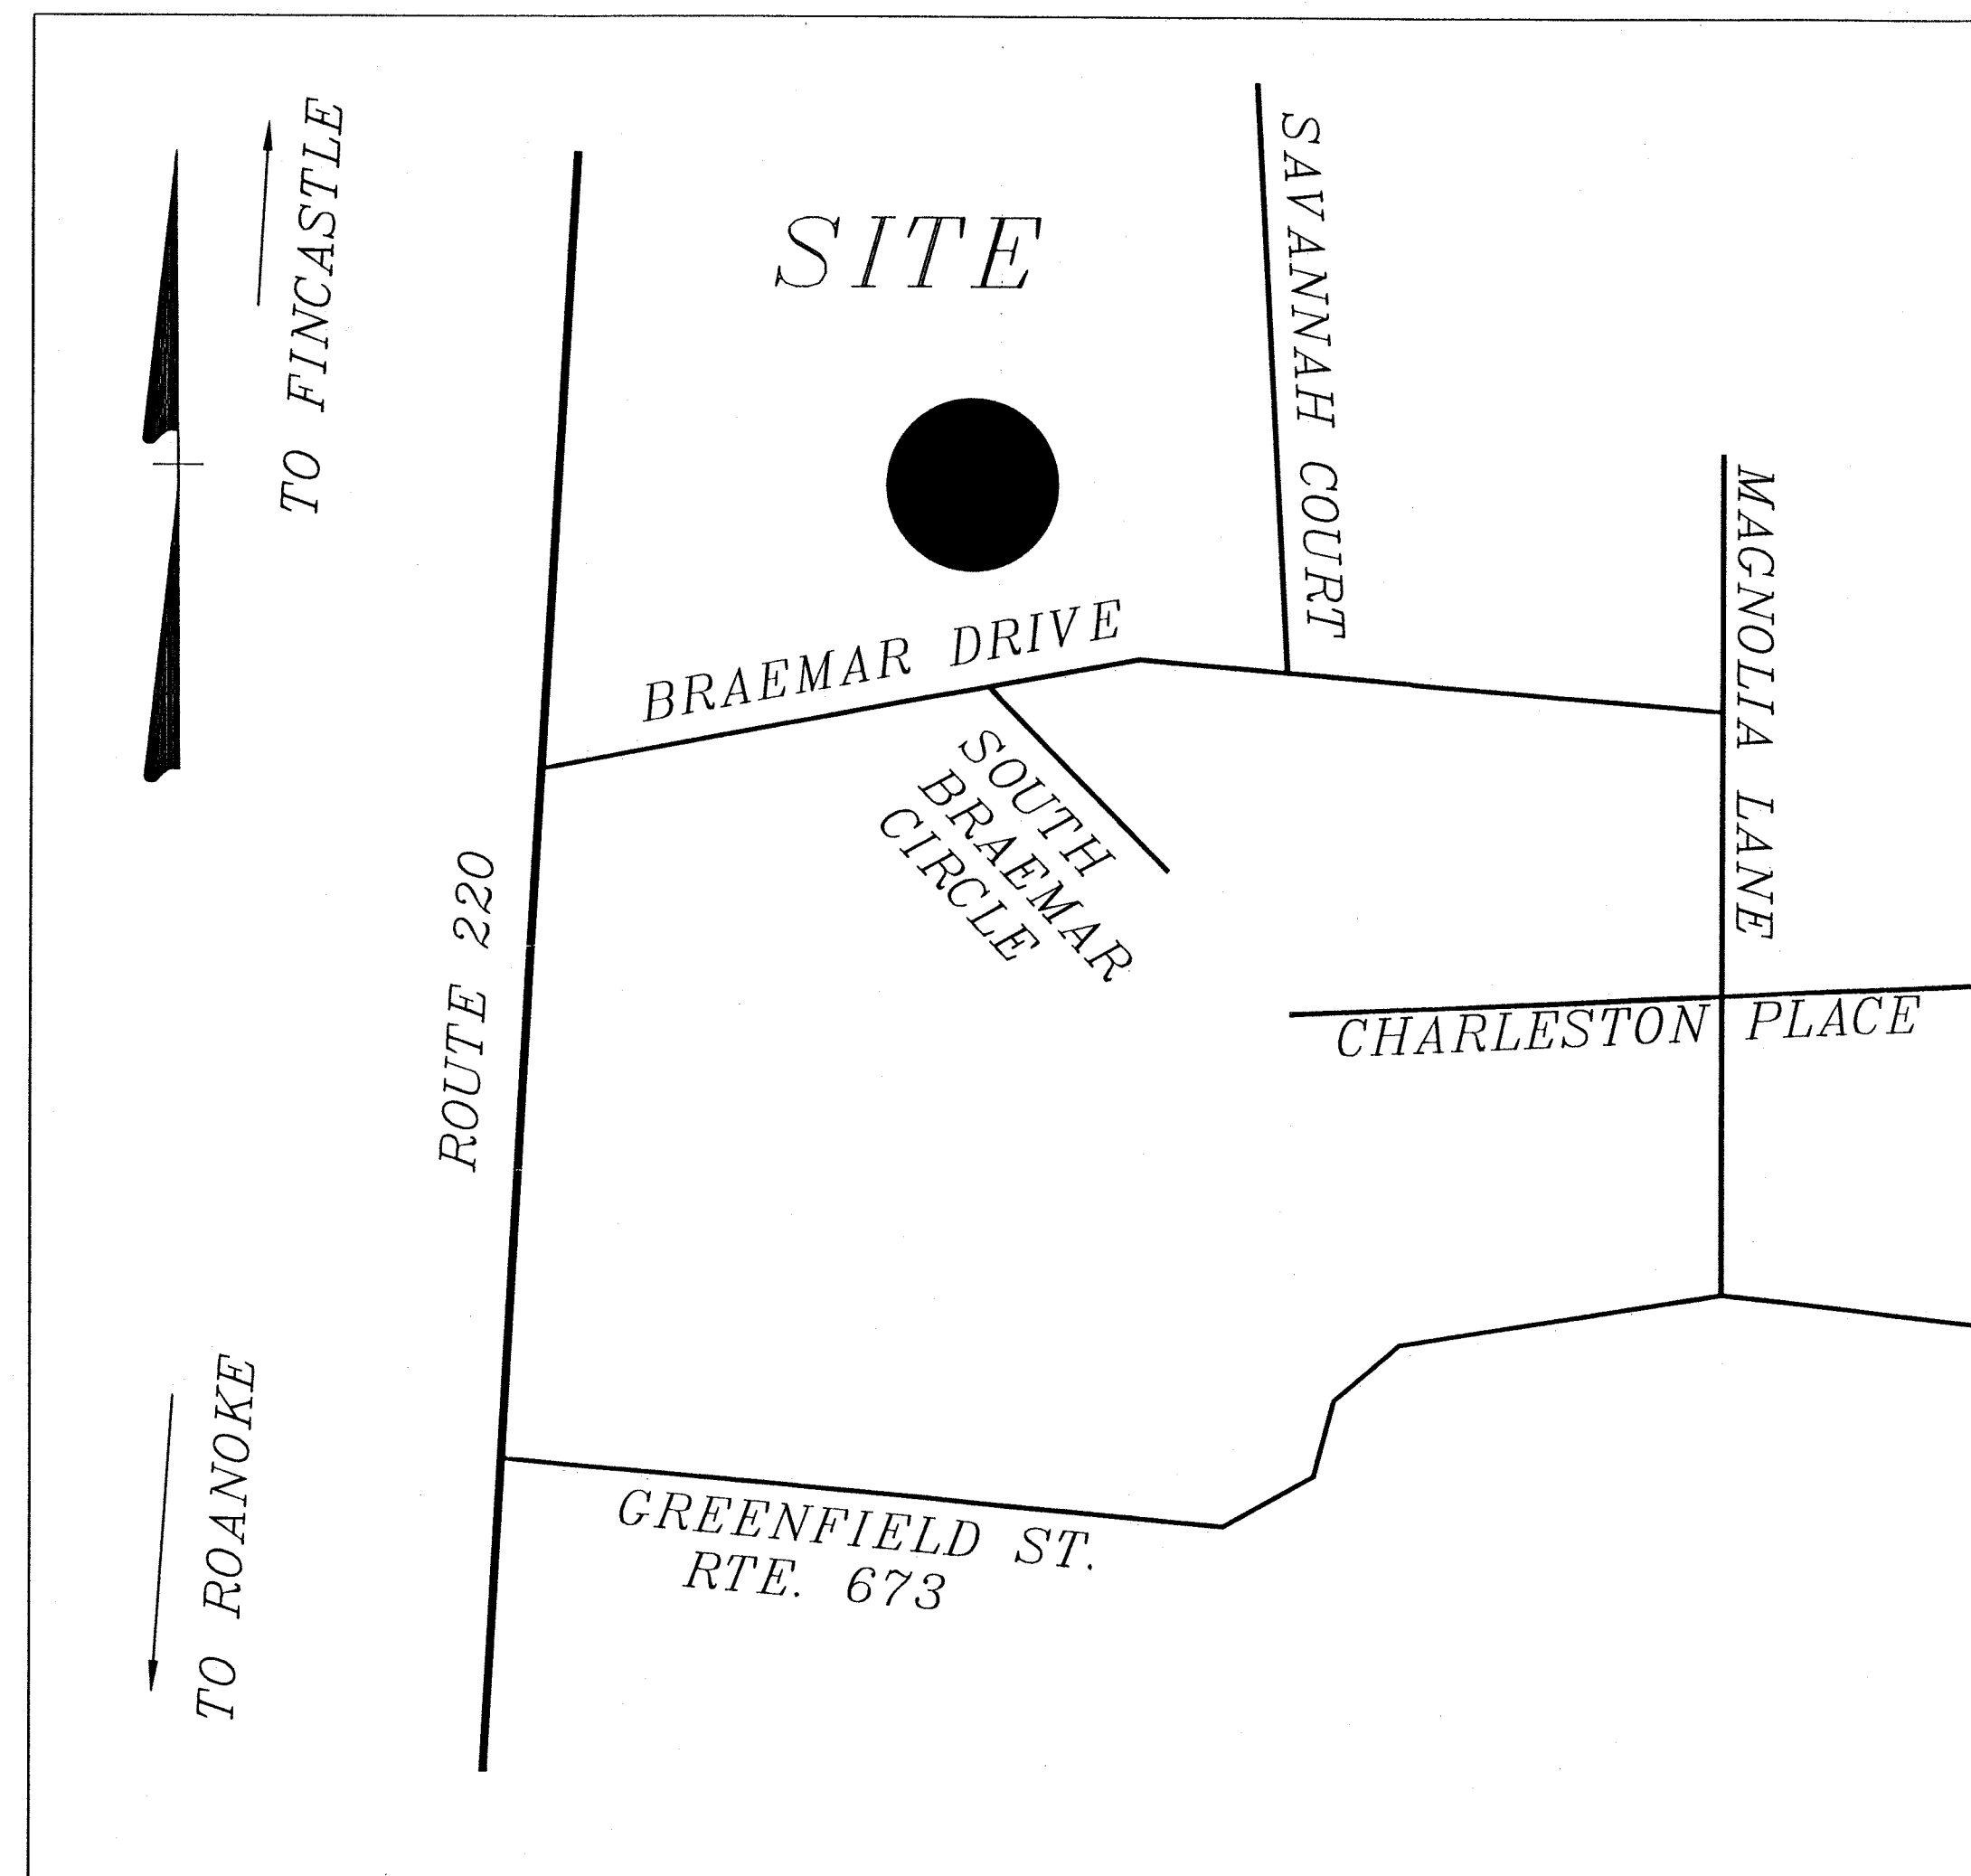 TO FINCASTLE
SITE
SAVANNAH COURT
MAGNOLIA LANE
BRAEMAR DRIVE
SOUTH
BRAEMAR
CIRCLE
ROUTE 220
CHARLESTON PLACE
TO ROANOKE
GREENFIELD ST.
RTE. 673